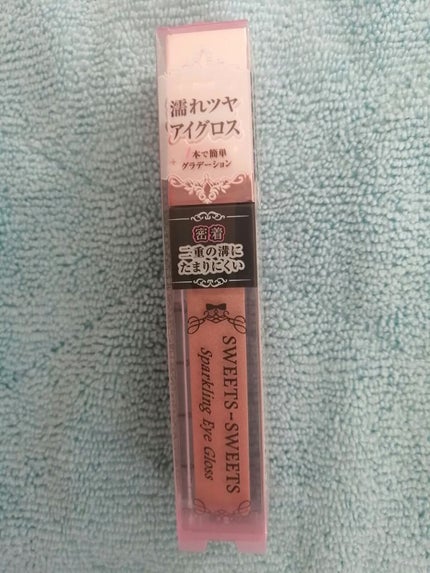 濡れツヤ
アイグロス
本で簡単
グラデーション
密着
二重の溝に
たまりにくい
SWEETS-SWEETS
Sparkling Eye Gloss